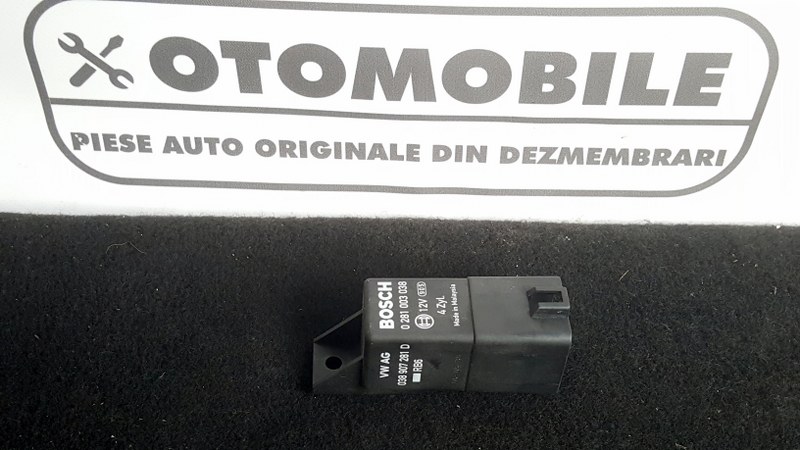 OTOMOBILE
PIESE AUTO ORIGINALE DIN DEZMEMBRARI
BOSCH
0 281 003 038
12V
4 ZyL
Made in Malaysia
VW AG
038 907 281 D
RB6